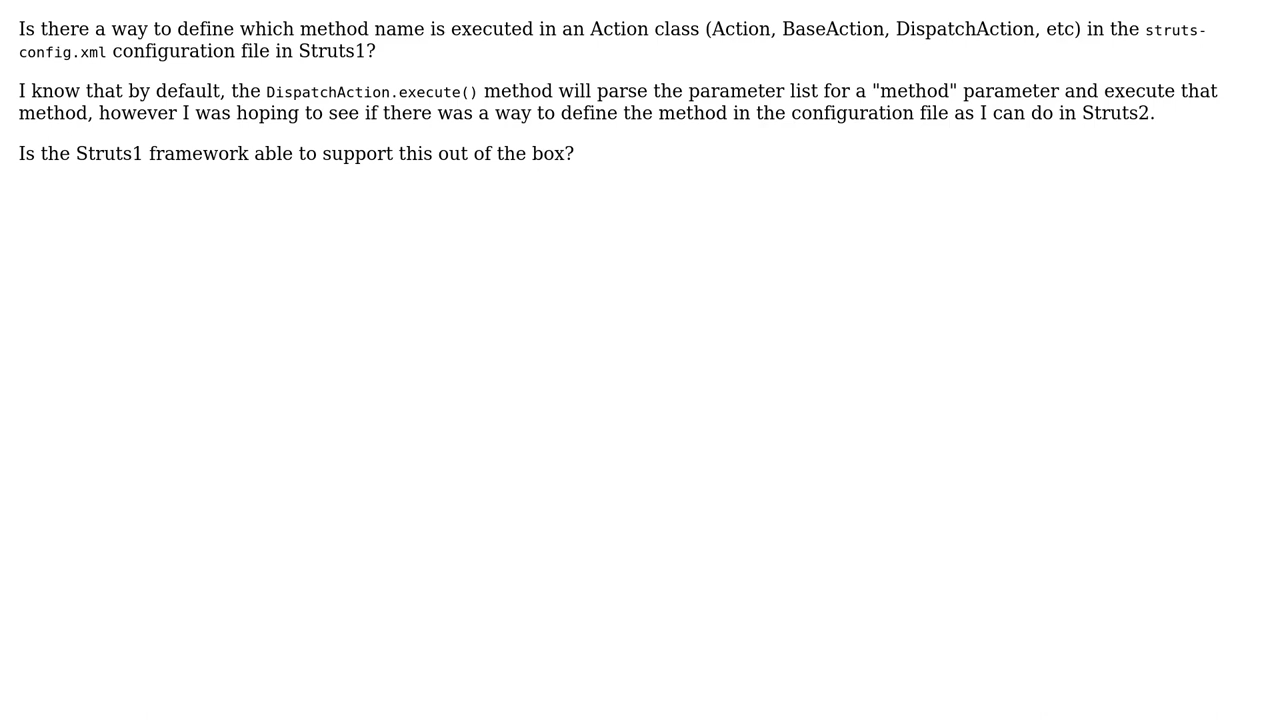 Is there a way to define which method name is executed in an Action class (Action, BaseAction, DispatchAction, etc) in the struts-
config.xml configuration file in Struts1?
I know that by default, the DispatchAction.execute() method will parse the parameter list for a "method" parameter and execute that
method, however I was hoping to see if there was a way to define the method in the configuration file as I can do in Struts2.
Is the Struts1 framework able to support this out of the box?